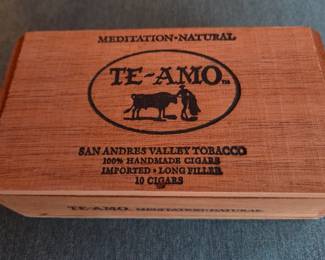 MEDITATION•NATURAL
TE-AMO™
SAN ANDRES VALLEY TOBACCO
100% HANDMADE CIGARS
IMPORTED • LONG FILLER
10 CIGARS
TE-AMO MEDITATION•NATURAL